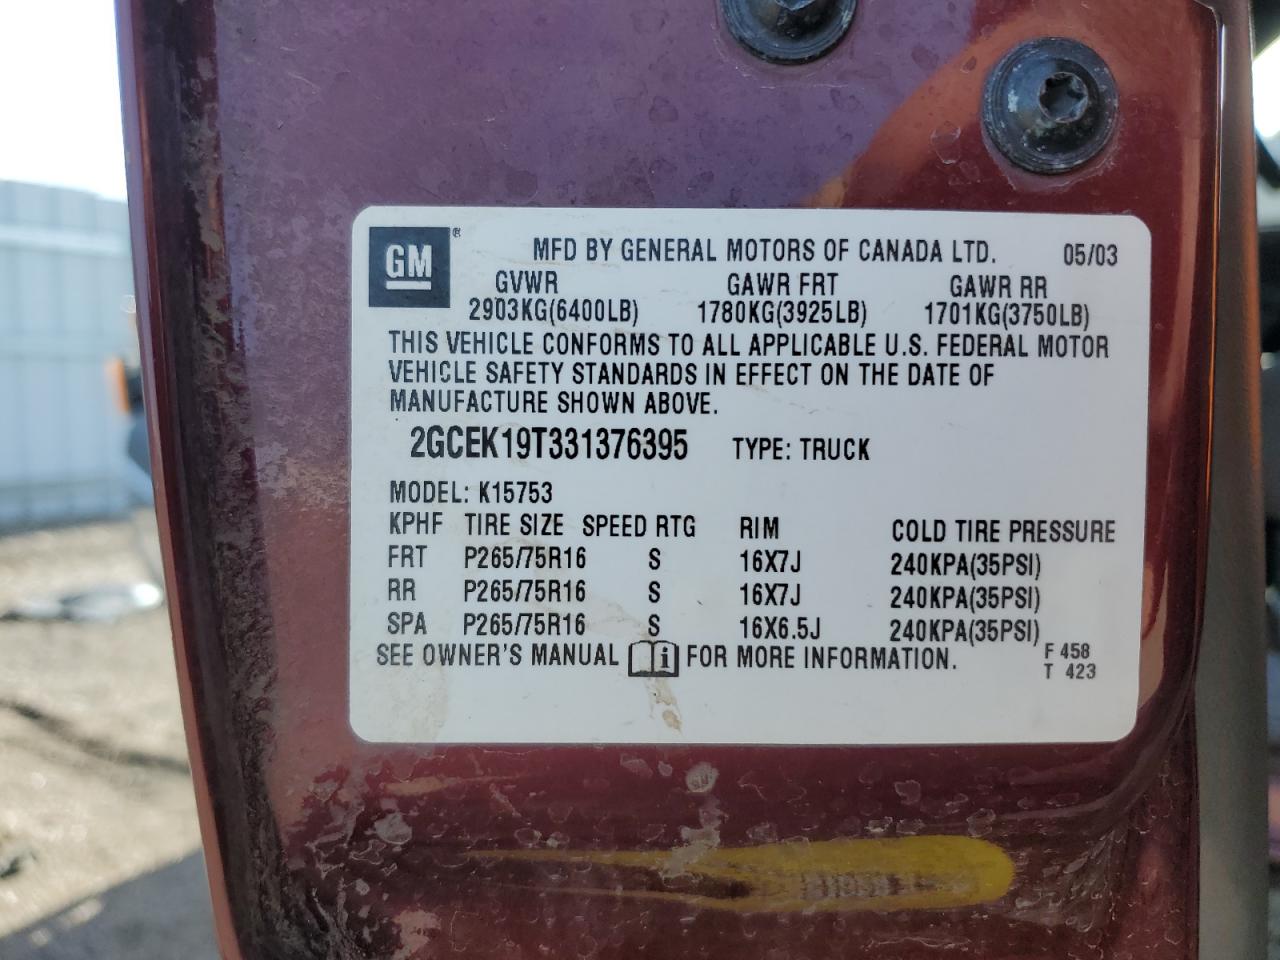 GM® MFD BY GENERAL MOTORS OF CANADA LTD. 05/03
GVWR GAWR FRT GAWR RR
2903KG(6400LB) 1780KG(3925LB) 1701KG(3750LB)
THIS VEHICLE CONFORMS TO ALL APPLICABLE U.S. FEDERAL MOTOR
VEHICLE SAFETY STANDARDS IN EFFECT ON THE DATE OF
MANUFACTURE SHOWN ABOVE.
2GCEK19T331376395 TYPE: TRUCK
MODEL: K15753
KPHF TIRE SIZE SPEED RTG RIM COLD TIRE PRESSURE
FRT P265/75R16 S 16X7J 240KPA(35PSI)
RR P265/75R16 S 16X7J 240KPA(35PSI)
SPA P265/75R16 S 16X6.5J 240KPA(35PSI)
SEE OWNER'S MANUAL i FOR MORE INFORMATION. F 458
T 423